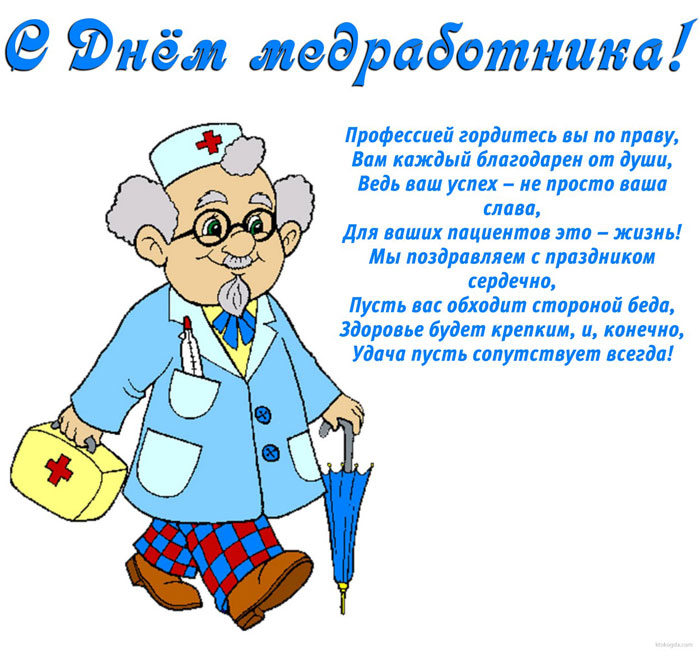 С Днём медработника!
Профессией гордитесь вы по праву,
Вам каждый благодарен от души,
Ведь ваш успех – не просто ваша
слава,
Для ваших пациентов это – жизнь!
Мы поздравляем с праздником
сердечно,
Пусть вас обходит стороной беда,
Здоровье будет крепким, и, конечно,
Удача пусть сопутствует всегда!